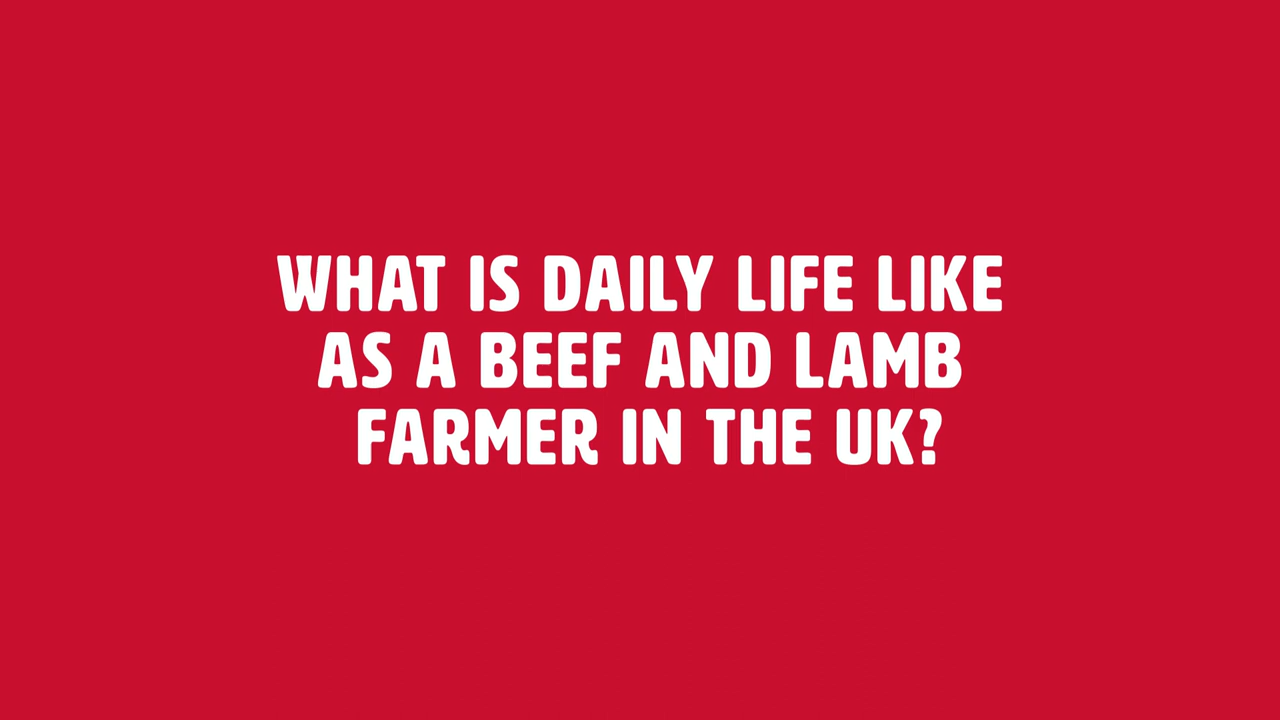 WHAT IS DAILY LIFE LIKE
AS A BEEF AND LAMB
FARMER IN THE UK?